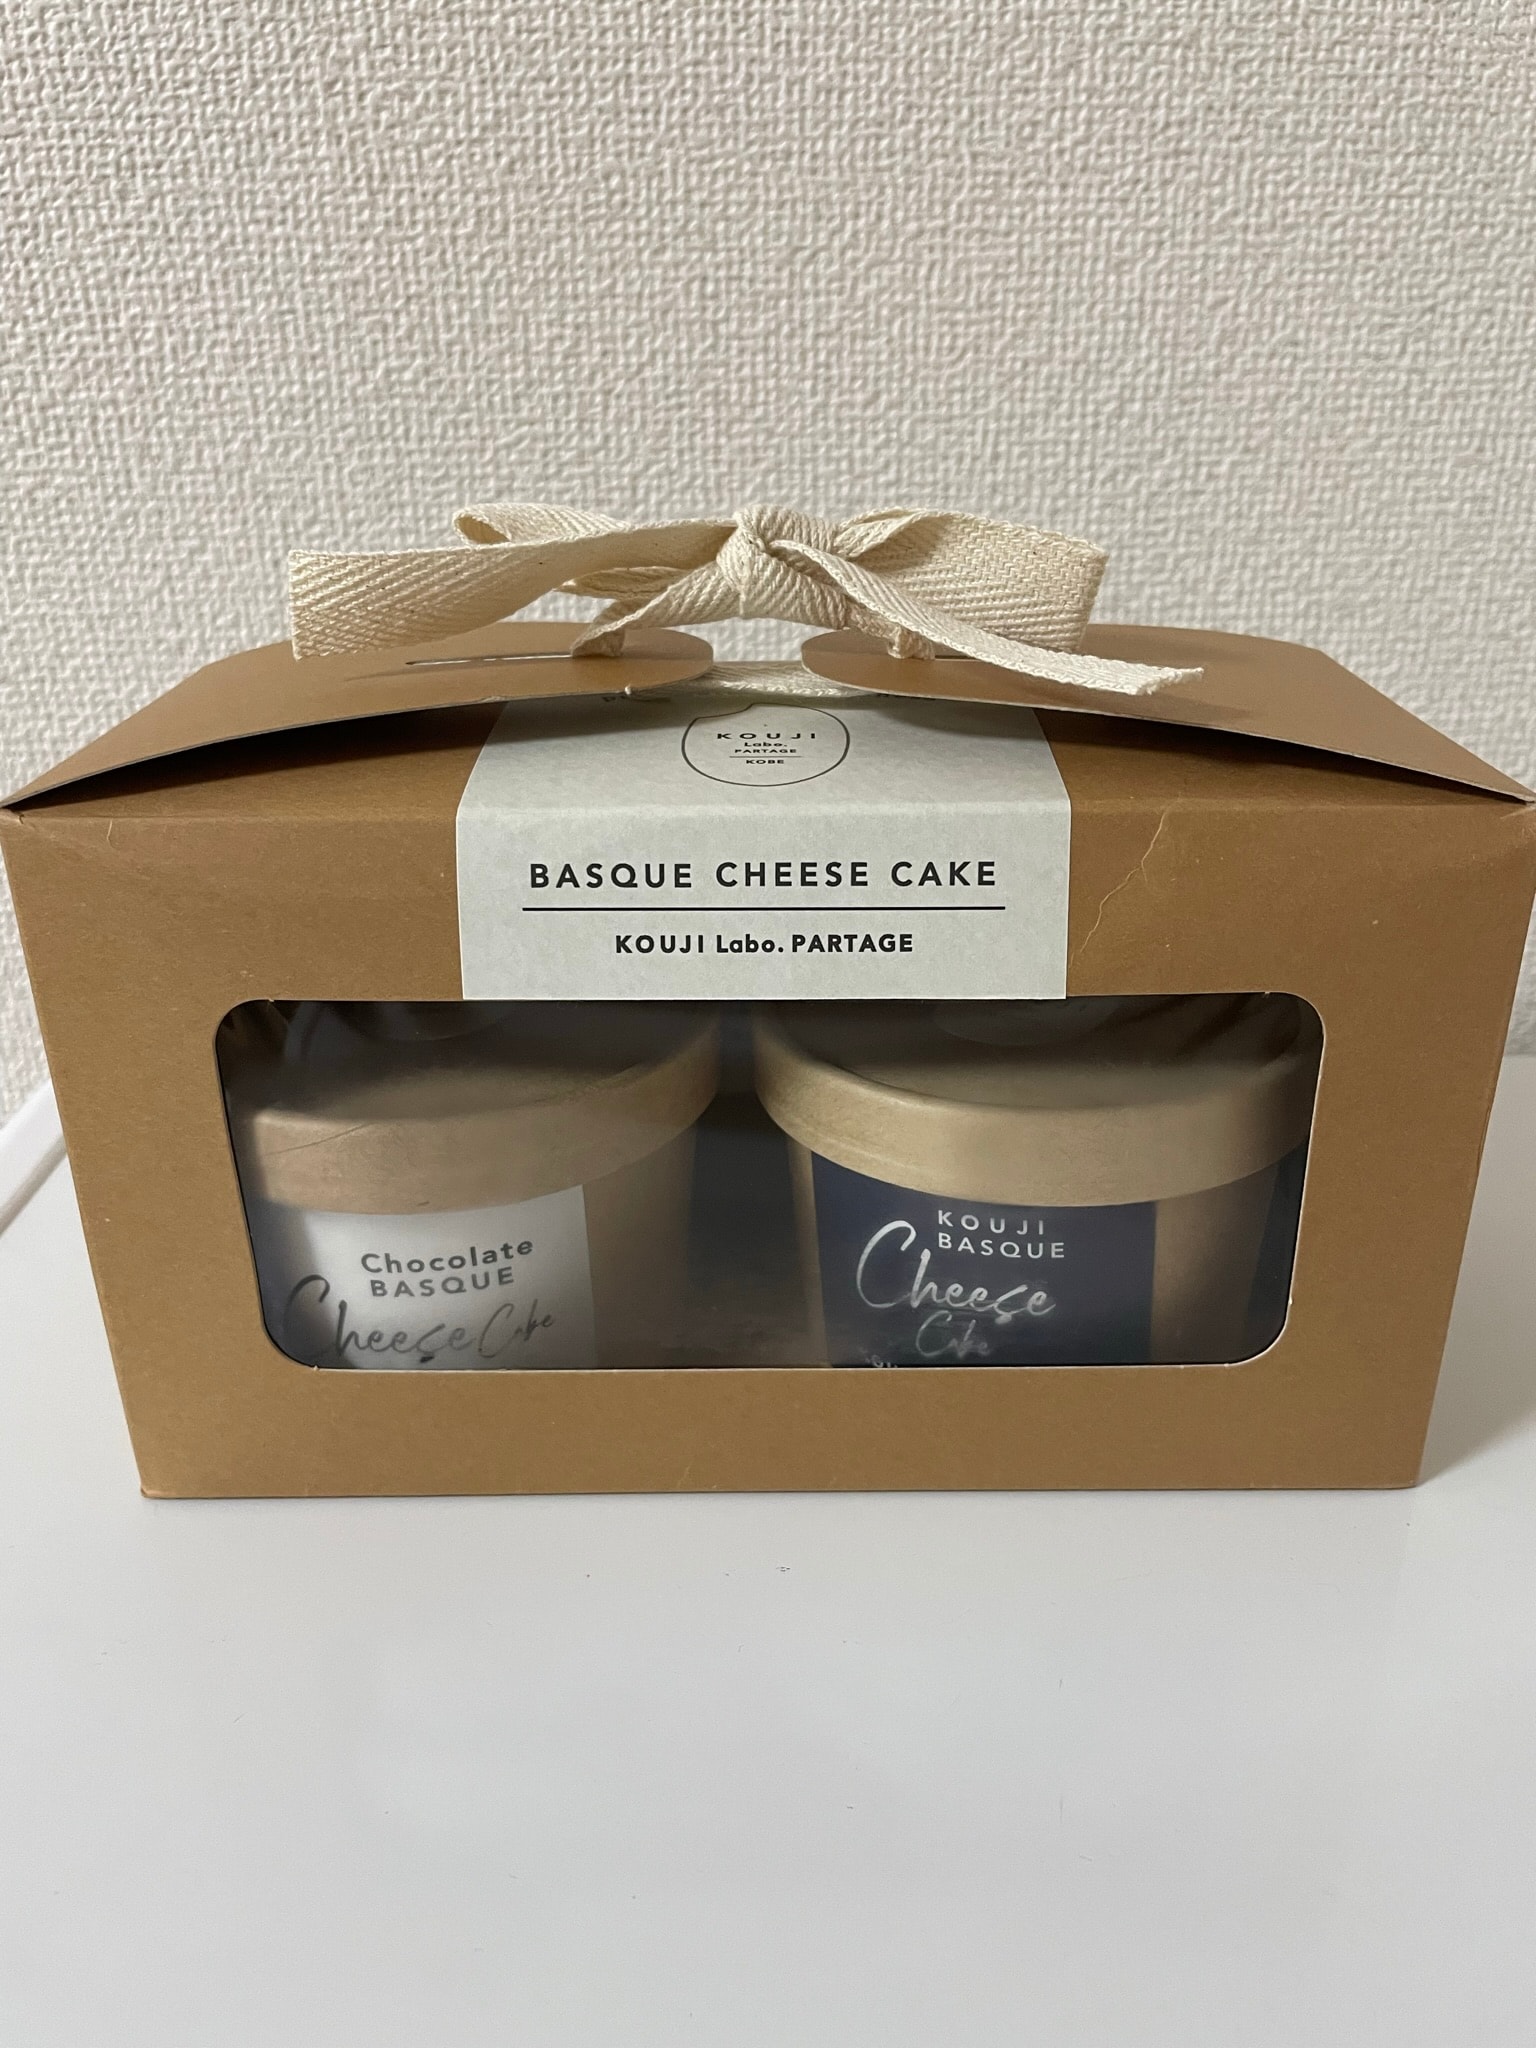 KOUJI
Labo.
PARTAGE
KOBE
BASQUE CHEESE CAKE
KOUJI Labo. PARTAGE
Chocolate
BASQUE
Cheese Cake
KOUJI
BASQUE
Cheese
Cake